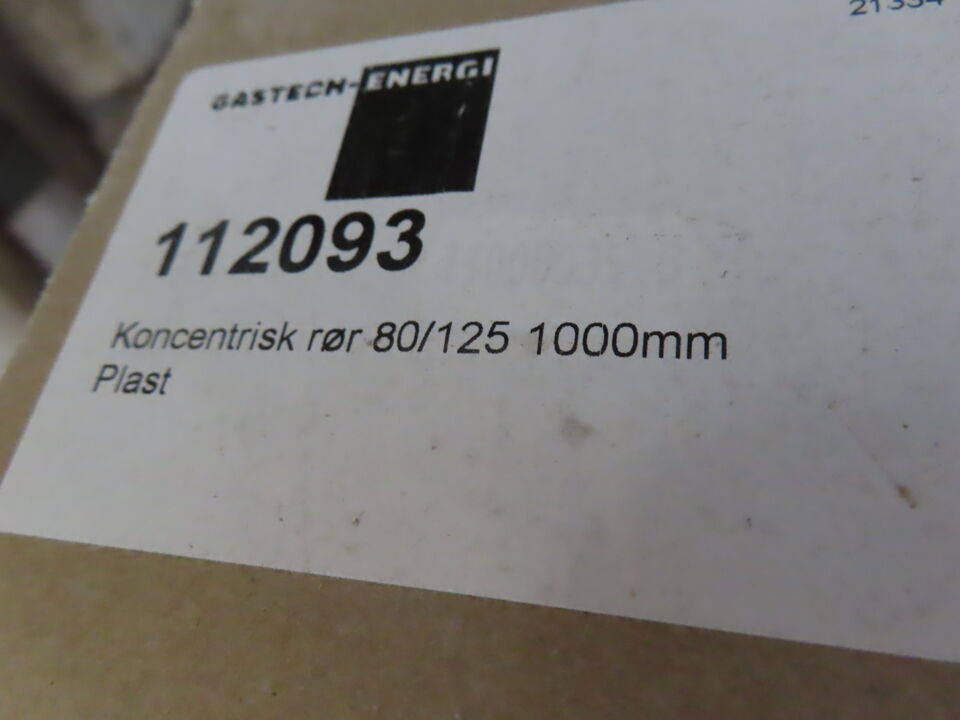 GASTECH-ENERGI
112093
Koncentrisk rør 80/125 1000mm
Plast